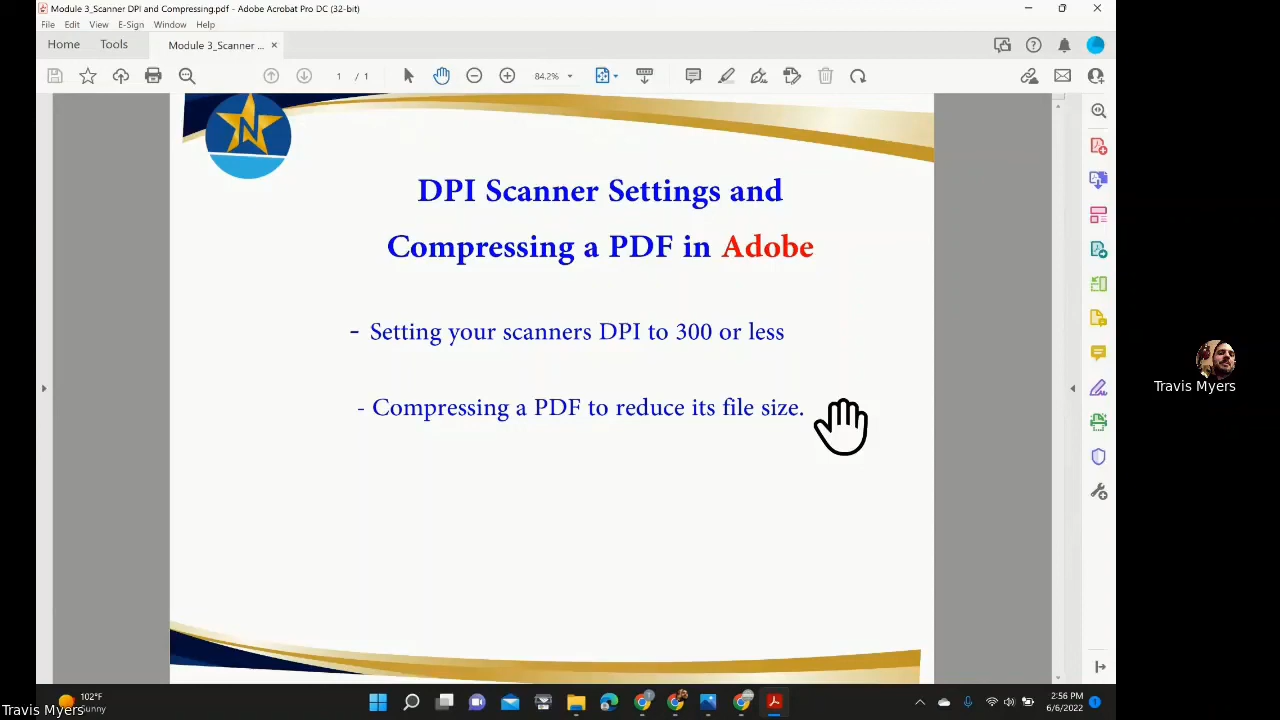 Module 3_Scanner DPI and Compressing.pdf - Adobe Acrobat Pro DC (32-bit)
File Edit View E-Sign Window Help
Home Tools Module 3_Scanner ... ×
1 / 1 84.2%
N
DPI Scanner Settings and
Compressing a PDF in Adobe
- Setting your scanners DPI to 300 or less
- Compressing a PDF to reduce its file size.
Travis Myers
102°F
Sunny
Travis Myers
2:56 PM
6/6/2022
1